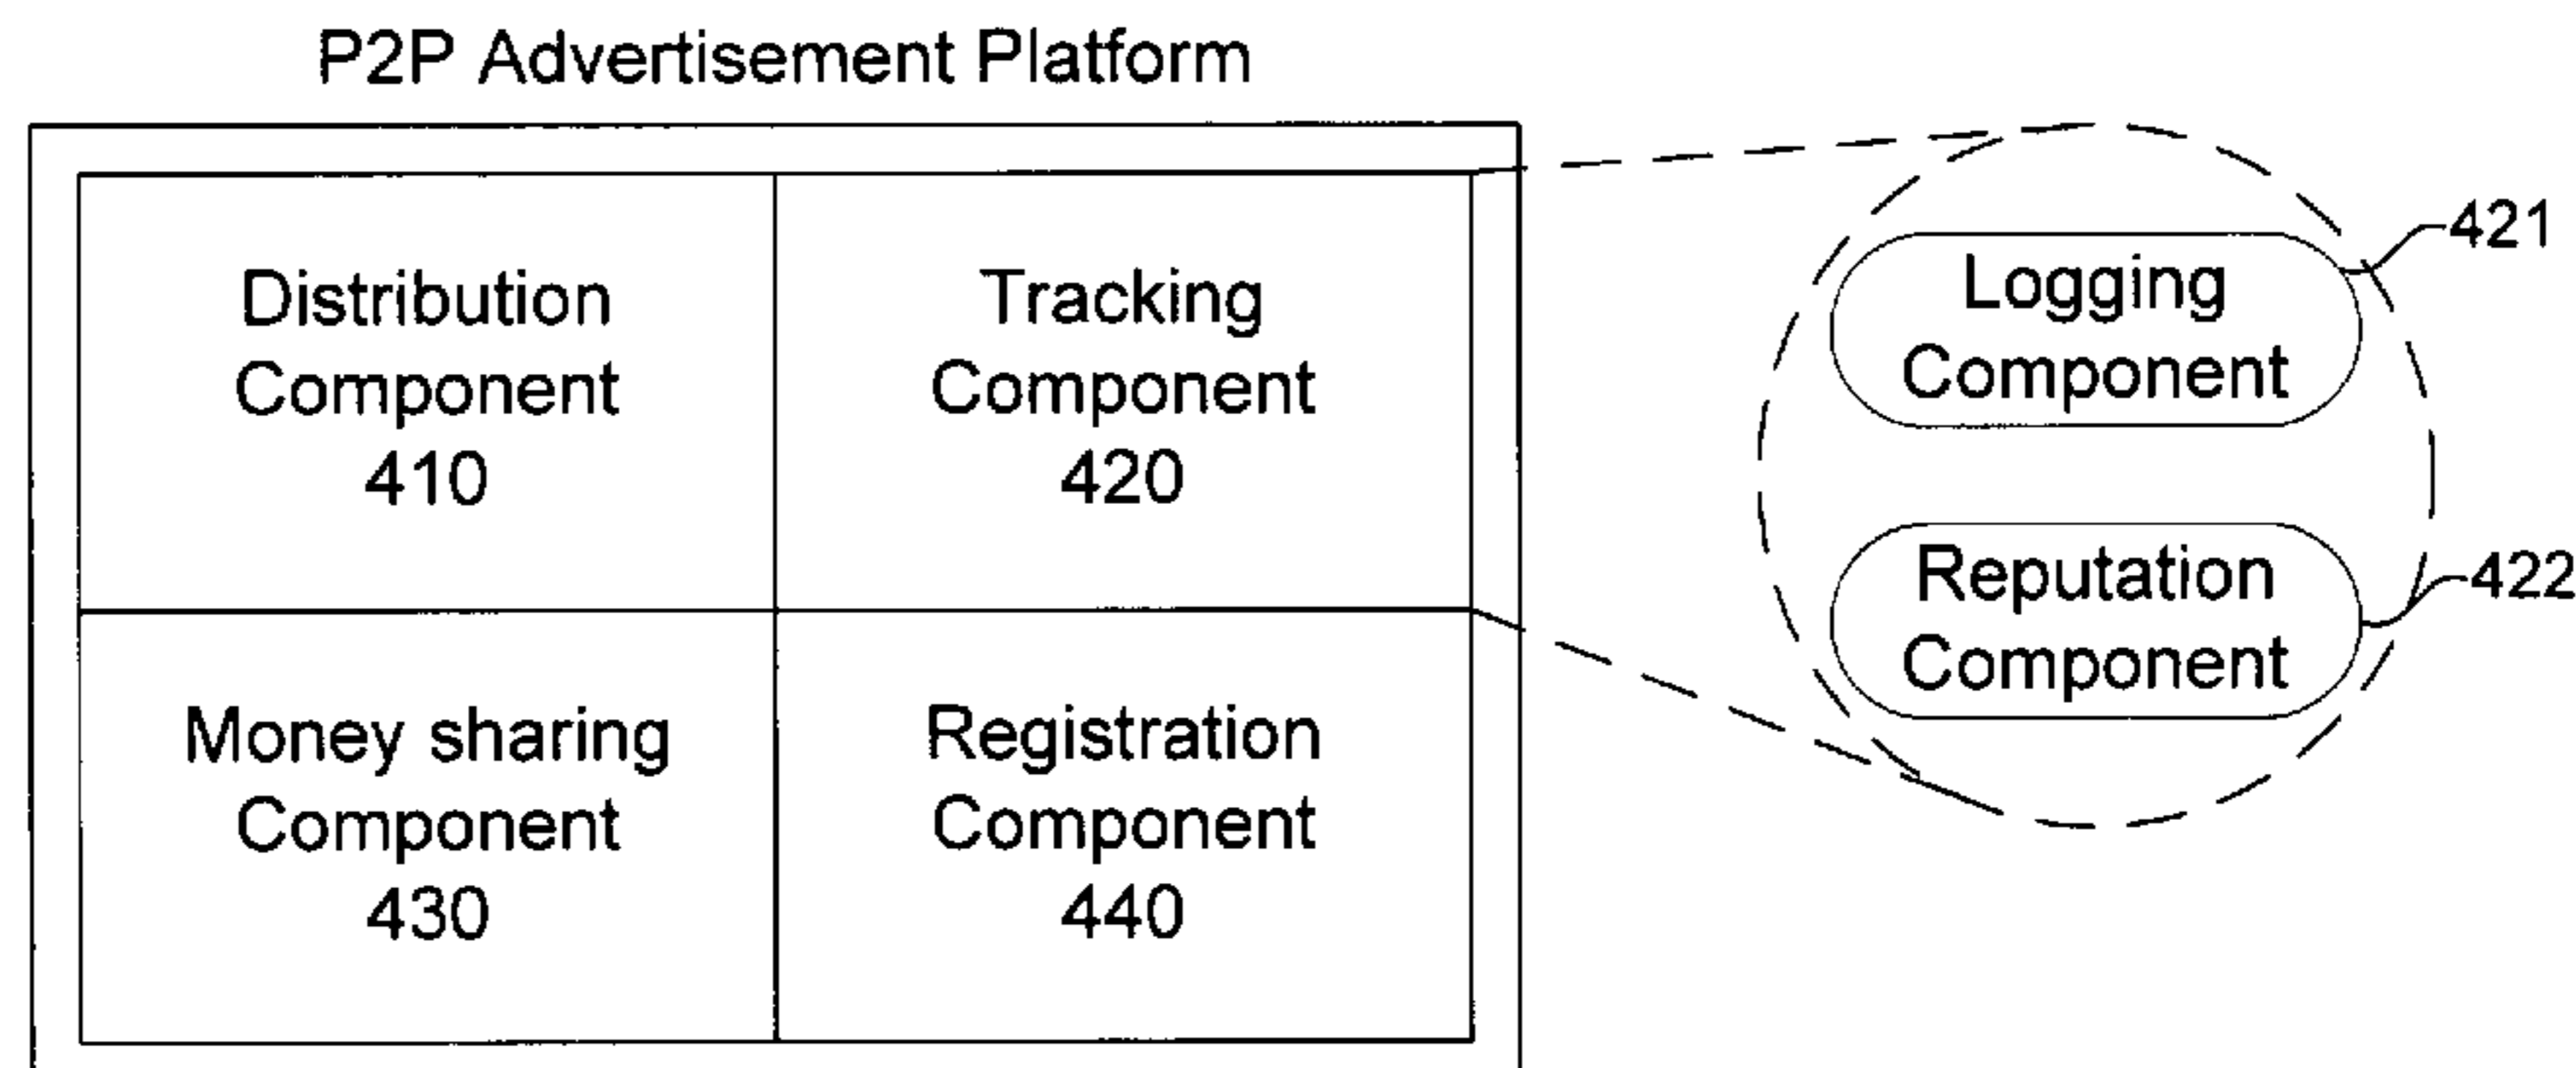 P2P Advertisement Platform
Distribution
Component
410
Tracking
Component
420
Money sharing
Component
430
Registration
Component
440
Logging
Component
421
Reputation
Component
422